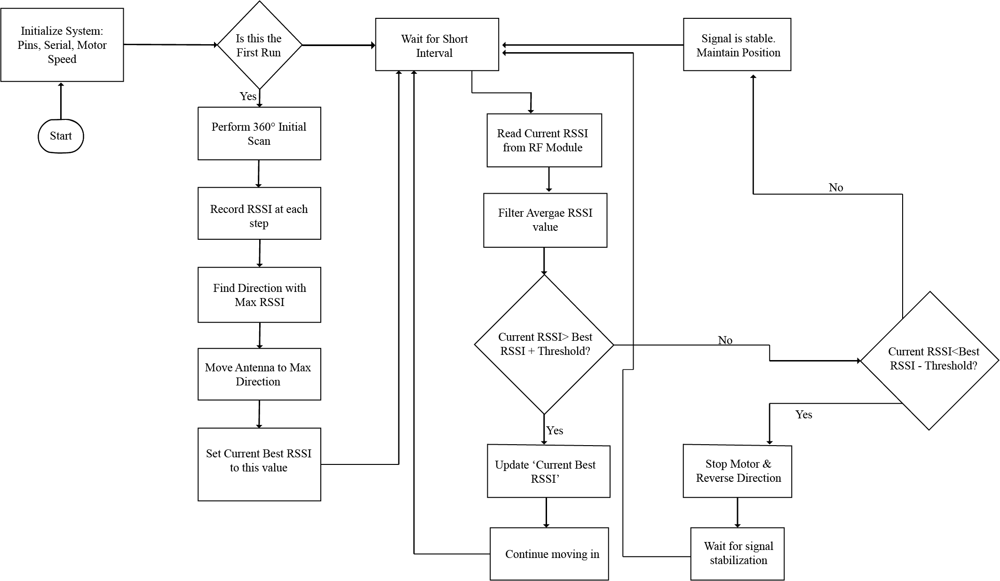 Initialize System:
Pins, Serial, Motor
Speed
Start
Is this the
First Run
Yes
Perform 360° Initial
Scan
Record RSSI at each
step
Find Direction with
Max RSSI
Move Antenna to Max
Direction
Set Current Best RSSI
to this value
Wait for Short
Interval
Read Current RSSI
from RF Module
Filter Avergae RSSI
value
Current RSSI> Best
RSSI + Threshold?
Yes
Update ‘Current Best
RSSI’
Continue moving in
No
Current RSSI<Best
RSSI - Threshold?
No
Signal is stable.
Maintain Position
Yes
Stop Motor &
Reverse Direction
Wait for signal
stabilization